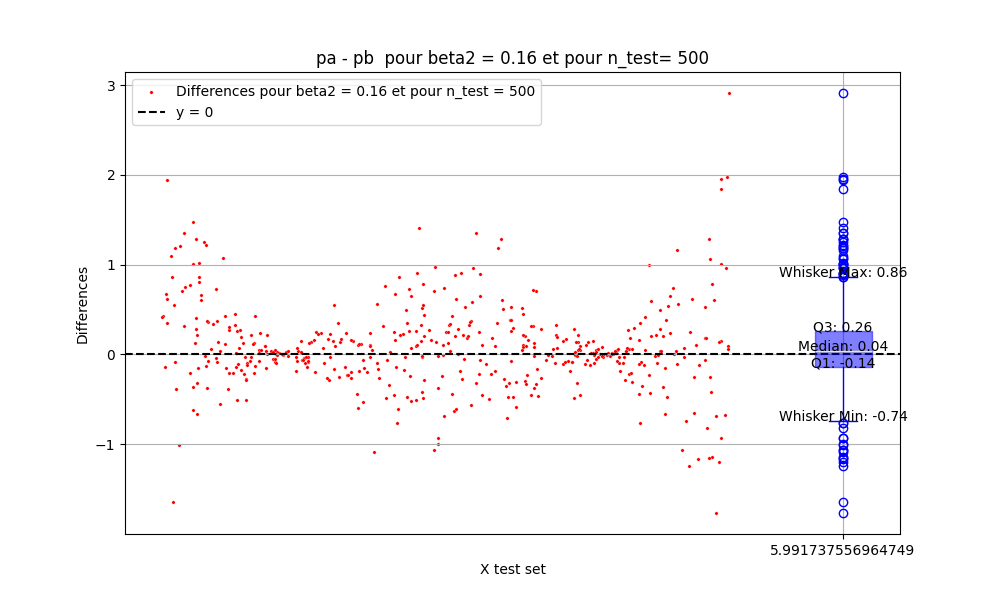 pa - pb  pour beta2 = 0.16 et pour n_test= 500
Differences pour beta2 = 0.16 et pour n_test = 500
y = 0
3
2
1
0
−1
Differences
Whisker Max: 0.86
Q3: 0.26
Median: 0.04
Q1: -0.14
Whisker Min: -0.74
5.991737556964749
X test set